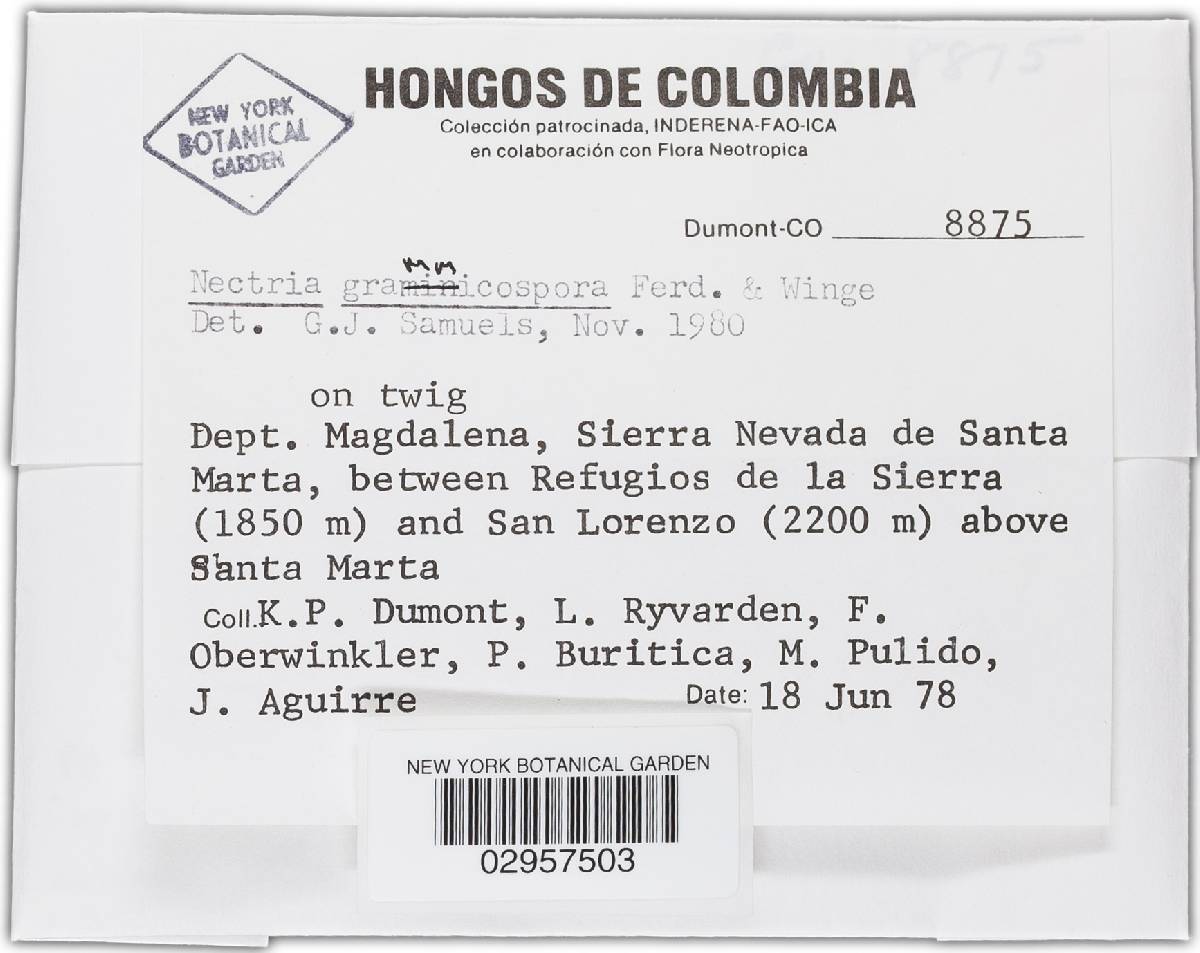 8875
NEW YORK
BOTANICAL
GARDEN
HONGOS DE COLOMBIA
Colección patrocinada, INDERENA-FAO-ICA
en colaboración con Flora Neotropica
Dumont-CO 8875
mm
Nectria graminicospora Ferd. & Winge
Det. G.J. Samuels, Nov. 1980
on twig
Dept. Magdalena, Sierra Nevada de Santa
Marta, between Refugios de la Sierra
(1850 m) and San Lorenzo (2200 m) above
Santa Marta
Coll. K.P. Dumont, L. Ryvarden, F.
Oberwinkler, P. Buritica, M. Pulido,
J. Aguirre Date: 18 Jun 78
NEW YORK BOTANICAL GARDEN
02957503